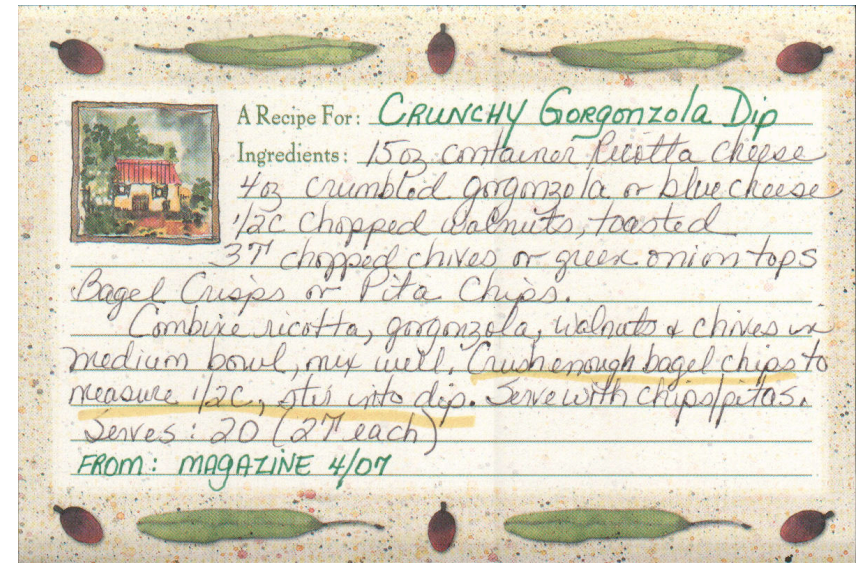 A Recipe For: CRUNCHY GORgonzola Dip
Ingredients: 15oz container Ricotta cheese
4oz crumbled gorgonzola or blue cheese
1/2C chopped walnuts, toasted
3T chopped chives or green onion tops
Bagel Crisps or Pita Chips.
Combine ricotta, gorgonzola, walnuts & chives in
medium bowl, mix well. Crush enough bagel chips to
measure 1/2C, stir into dip. Serve with chips/pitas.
Serves: 20 (2T each)
FROM: MAGAZINE 4/07